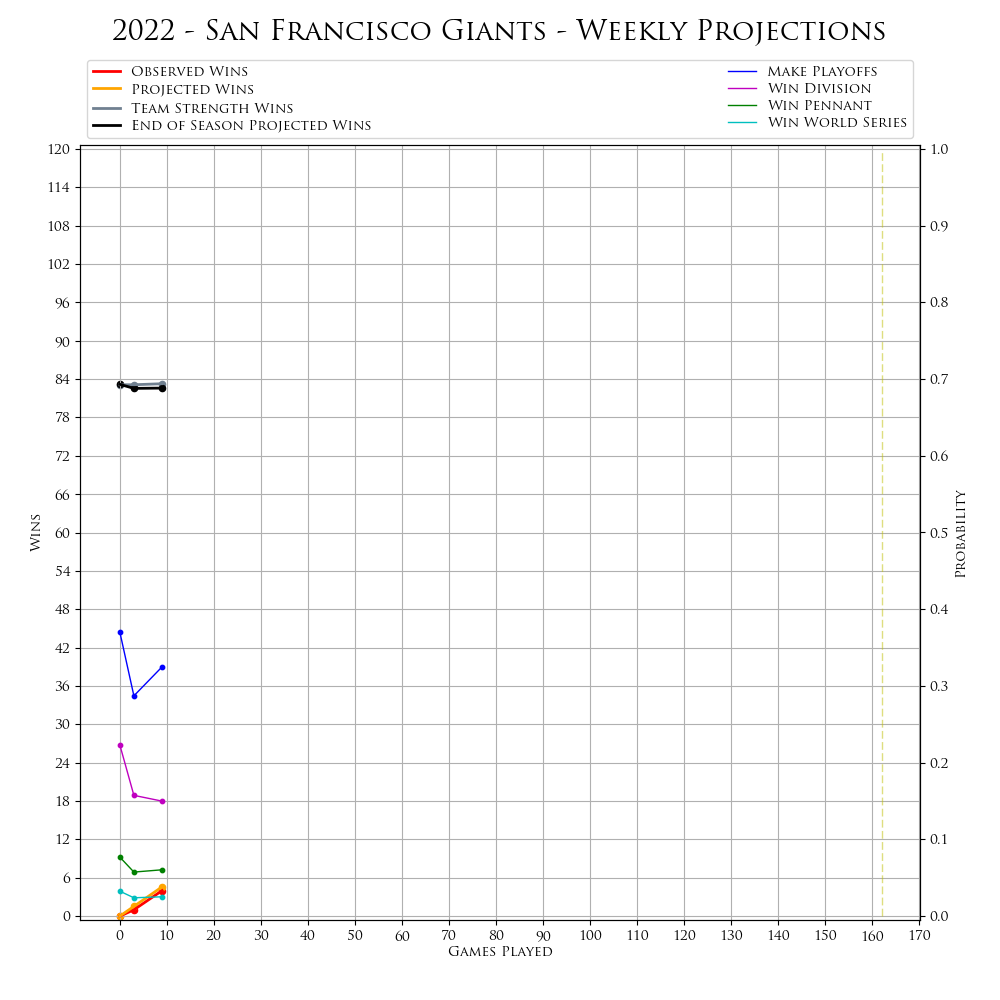 2022 - San Francisco Giants - Weekly Projections
Observed Wins
Projected Wins
Team Strength Wins
End of Season Projected Wins
Make Playoffs
Win Division
Win Pennant
Win World Series
120
114
108
102
96
90
84
78
72
66
60
54
48
42
36
30
24
18
12
6
0
Wins
1.0
0.9
0.8
0.7
0.6
0.5
0.4
0.3
0.2
0.1
0.0
Probability
0 10 20 30 40 50 60 70 80 90 100 110 120 130 140 150 160 170
Games Played